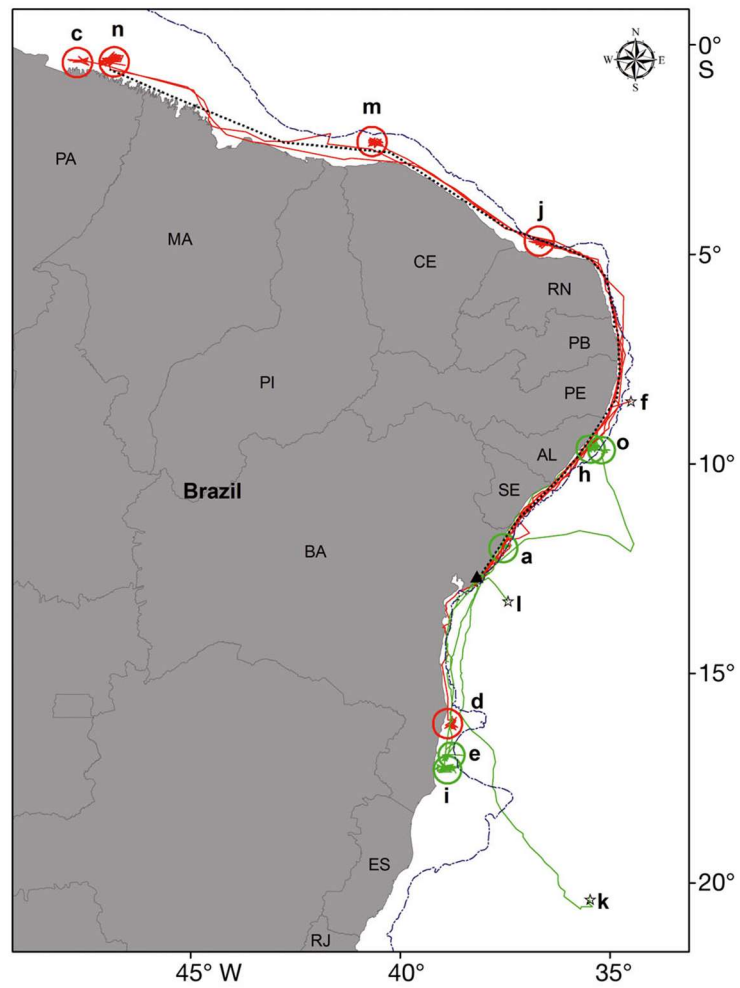 c n
0°
S
N
W E
S
m
PA
j
MA
CE
5°
RN
PB
PI
PE
f
o
AL
h
10°
SE
Brazil
a
BA
l
15°
d
e
i
ES
k
20°
RJ
45° W 40° 35°